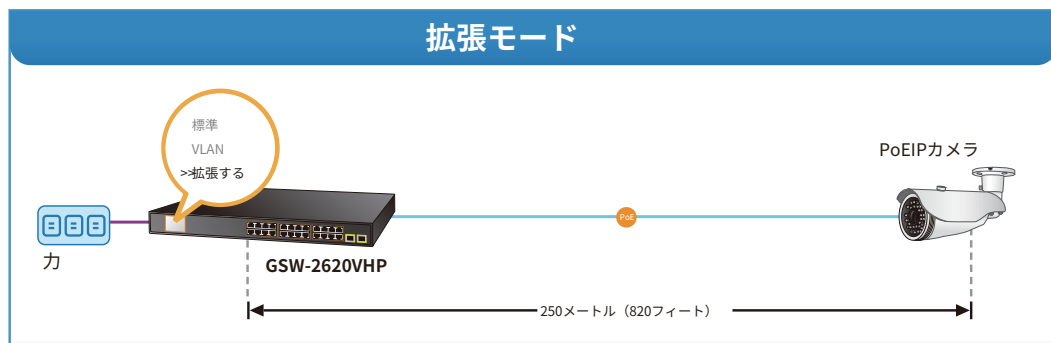 拡張モード
標準
VLAN
>>拡張する
PoEIPカメラ
PoE
力
GSW-2620VHP
250メートル（820フィート）